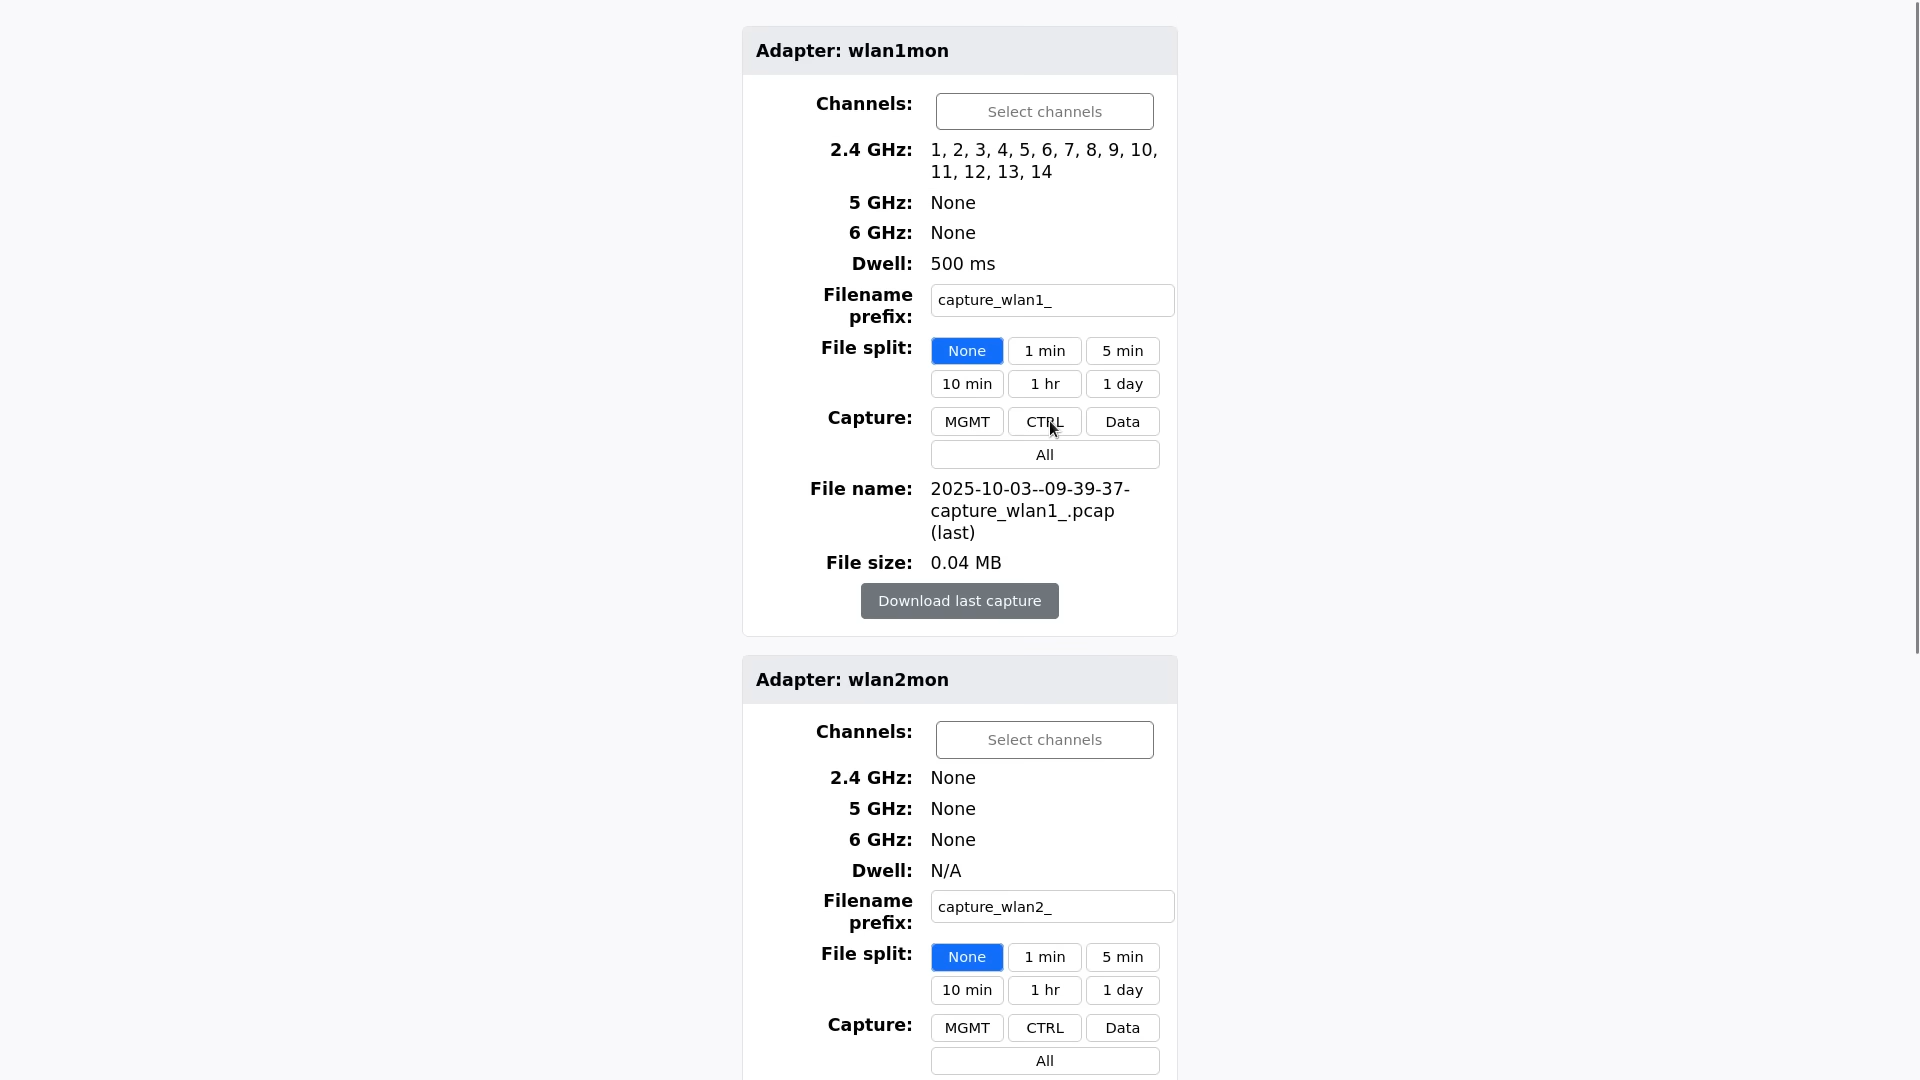 Adapter: wlan1mon
Channels: Select channels
2.4 GHz: 1, 2, 3, 4, 5, 6, 7, 8, 9, 10,
11, 12, 13, 14
5 GHz: None
6 GHz: None
Dwell: 500 ms
Filename
prefix: capture_wlan1_
File split: None 1 min 5 min
10 min 1 hr 1 day
Capture: MGMT CTRL Data
All
File name: 2025-10-03--09-39-37-
capture_wlan1_.pcap
(last)
File size: 0.04 MB
Download last capture
Adapter: wlan2mon
Channels: Select channels
2.4 GHz: None
5 GHz: None
6 GHz: None
Dwell: N/A
Filename
prefix: capture_wlan2_
File split: None 1 min 5 min
10 min 1 hr 1 day
Capture: MGMT CTRL Data
All